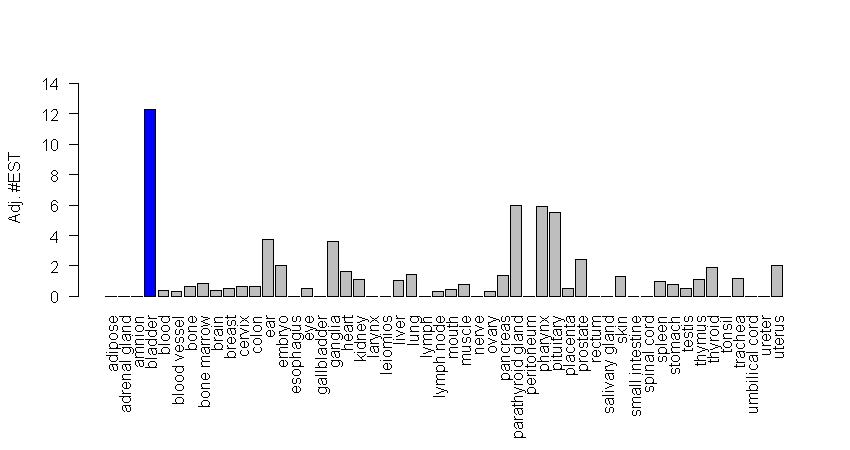 Adj. #EST
14
12
10
8
6
4
2
0
adipose
adrenal gland
amnion
bladder
blood
blood vessel
bone
bone marrow
brain
breast
cervix
colon
ear
embryo
esophagus
eye
gallbladder
ganglia
heart
kidney
larynx
leiomios
liver
lung
lymph
lymph node
mouth
muscle
nerve
ovary
pancreas
parathyroid gland
peritoneum
pharynx
pituitary
placenta
prostate
rectum
salivary gland
skin
small intestine
spinal cord
spleen
stomach
testis
thymus
thyroid
tonsil
trachea
umbilical cord
ureter
uterus